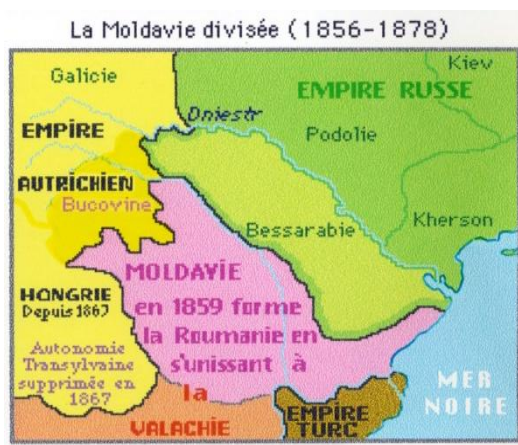 La Moldavie divisée (1856-1878)
Galicie
Kiev
EMPIRE RUSSE
Dniestr
EMPIRE
Podolie
AUTRICHIEN
Bucovine
Kherson
Bessarabie
MOLDAVIE
en 1859 forme
la Roumanie en
s'unissant à
la
VALACHIE
HONGRIE
Depuis 1867
Autonomie
Transylvaine
supprimée en
1867
EMPIRE
TURC
MER
NOIRE